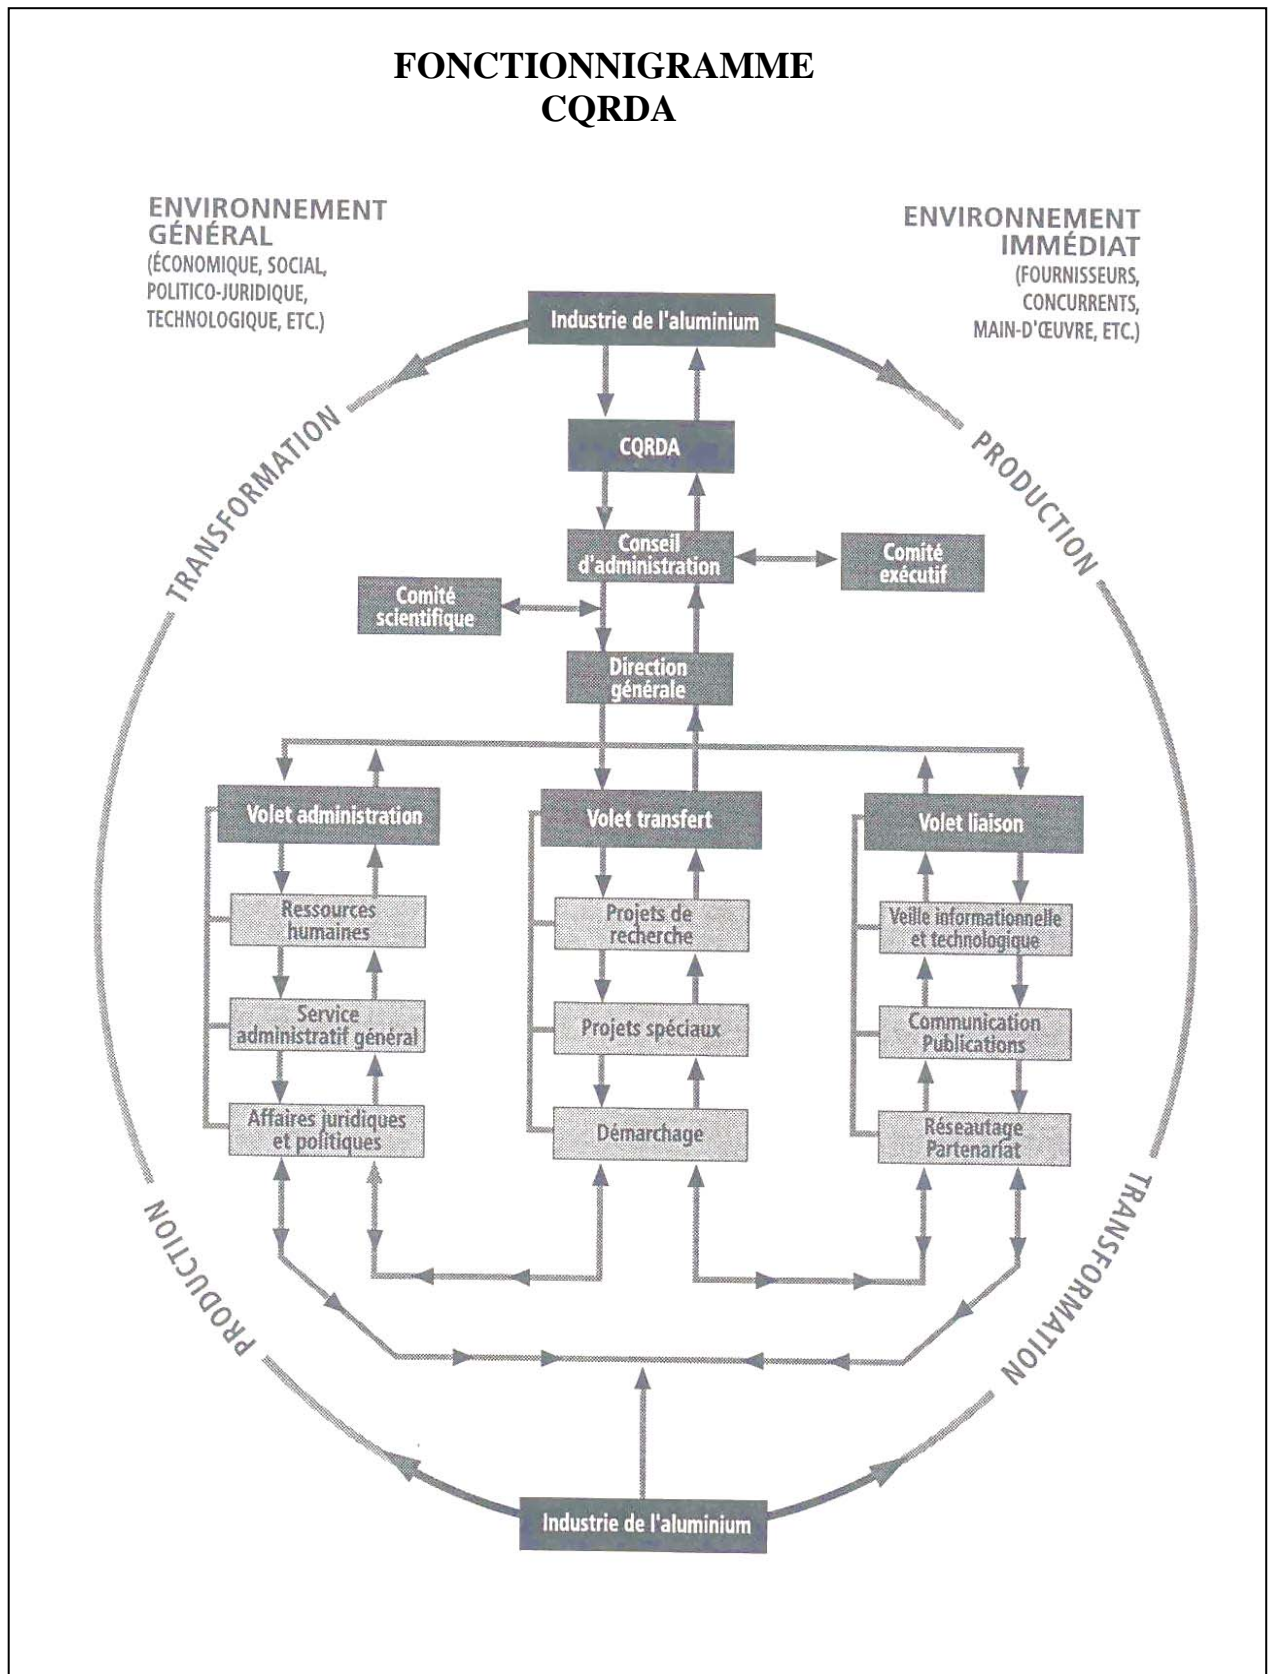 FONCTIONNIGRAMME
CQRDA
ENVIRONNEMENT
GÉNÉRAL
(ÉCONOMIQUE, SOCIAL,
POLITICO-JURIDIQUE,
TECHNOLOGIQUE, ETC.)
ENVIRONNEMENT
IMMÉDIAT
(FOURNISSEURS,
CONCURRENTS,
MAIN-D'ŒUVRE, ETC.)
Industrie de l'aluminium
TRANSFORMATION
PRODUCTION
CQRDA
Conseil
d'administration
Comité
exécutif
Comité
scientifique
Direction
générale
Volet administration
Volet transfert
Volet liaison
Ressources
humaines
Projets de
recherche
Veille informationnelle
et technologique
Service
administratif général
Projets spéciaux
Communication
Publications
Affaires juridiques
et politiques
Démarchage
Réseautage
Partenariat
PRODUCTION
TRANSFORMATION
Industrie de l'aluminium